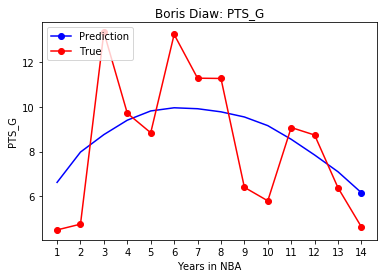 Boris Diaw: PTS_G
Prediction
True
12
10
8
6
PTS_G
1 2 3 4 5 6 7 8 9 10 11 12 13 14
Years in NBA